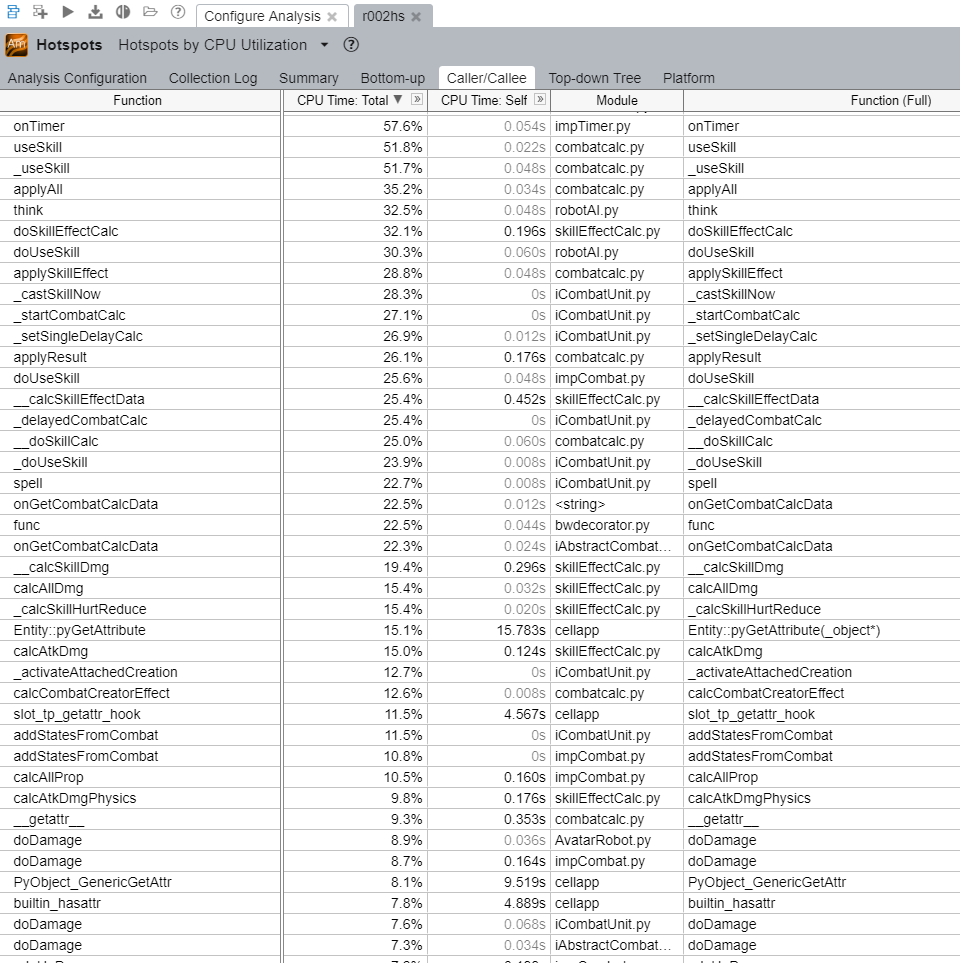 Configure Analysis r002hs
Hotspots Hotspots by CPU Utilization
Analysis Configuration Collection Log Summary Bottom-up Caller/Callee Top-down Tree Platform
Function CPU Time: Total CPU Time: Self Module Function (Full)
onTimer 57.6% 0.054s impTimer.py onTimer
useSkill 51.8% 0.022s combatcalc.py useSkill
_useSkill 51.7% 0.048s combatcalc.py _useSkill
applyAll 35.2% 0.034s combatcalc.py applyAll
think 32.5% 0.048s robotAI.py think
doSkillEffectCalc 32.1% 0.196s skillEffectCalc.py doSkillEffectCalc
doUseSkill 30.3% 0.060s robotAI.py doUseSkill
applySkillEffect 28.8% 0.048s combatcalc.py applySkillEffect
_castSkillNow 28.3% 0s iCombatUnit.py _castSkillNow
_startCombatCalc 27.1% 0s iCombatUnit.py _startCombatCalc
_setSingleDelayCalc 26.9% 0.012s iCombatUnit.py _setSingleDelayCalc
applyResult 26.1% 0.176s combatcalc.py applyResult
doUseSkill 25.6% 0.048s impCombat.py doUseSkill
__calcSkillEffectData 25.4% 0.452s skillEffectCalc.py __calcSkillEffectData
_delayedCombatCalc 25.4% 0s iCombatUnit.py _delayedCombatCalc
__doSkillCalc 25.0% 0.060s combatcalc.py __doSkillCalc
_doUseSkill 23.9% 0.008s iCombatUnit.py _doUseSkill
spell 22.7% 0.008s iCombatUnit.py spell
onGetCombatCalcData 22.5% 0.012s <string> onGetCombatCalcData
func 22.5% 0.044s bwdecorator.py func
onGetCombatCalcData 22.3% 0.024s iAbstractCombat… onGetCombatCalcData
__calcSkillDmg 19.4% 0.296s skillEffectCalc.py __calcSkillDmg
calcAllDmg 15.4% 0.032s skillEffectCalc.py calcAllDmg
_calcSkillHurtReduce 15.4% 0.020s skillEffectCalc.py _calcSkillHurtReduce
Entity::pyGetAttribute 15.1% 15.783s cellapp Entity::pyGetAttribute(_object*)
calcAtkDmg 15.0% 0.124s skillEffectCalc.py calcAtkDmg
_activateAttachedCreation 12.7% 0s iCombatUnit.py _activateAttachedCreation
calcCombatCreatorEffect 12.6% 0.008s combatcalc.py calcCombatCreatorEffect
slot_tp_getattr_hook 11.5% 4.567s cellapp slot_tp_getattr_hook
addStatesFromCombat 11.5% 0s iCombatUnit.py addStatesFromCombat
addStatesFromCombat 10.8% 0s impCombat.py addStatesFromCombat
calcAllProp 10.5% 0.160s impCombat.py calcAllProp
calcAtkDmgPhysics 9.8% 0.176s skillEffectCalc.py calcAtkDmgPhysics
__getattr__ 9.3% 0.353s combatcalc.py __getattr__
doDamage 8.9% 0.036s AvatarRobot.py doDamage
doDamage 8.7% 0.164s impCombat.py doDamage
PyObject_GenericGetAttr 8.1% 9.519s cellapp PyObject_GenericGetAttr
builtin_hasattr 7.8% 4.889s cellapp builtin_hasattr
doDamage 7.6% 0.068s iCombatUnit.py doDamage
doDamage 7.3% 0.034s iAbstractCombat… doDamage